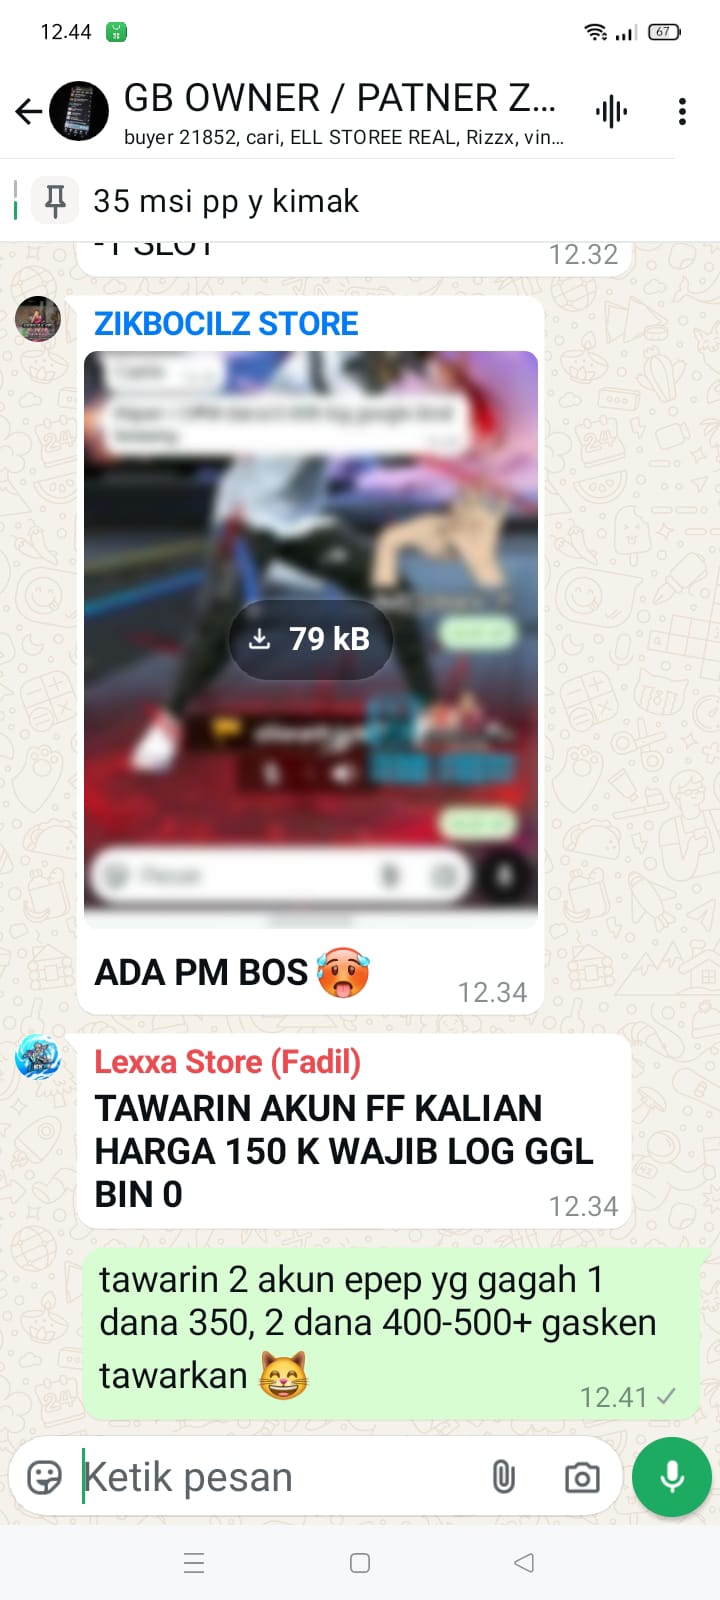 12.44
67
GB OWNER / PATNER Z...
buyer 21852, cari, ELL STOREE REAL, Rizzx, vin...
35 msi pp y kimak
-1 SLOT
12.32
ZIKBOCILZ STORE
79 kB
ADA PM BOS
12.34
Lexxa Store (Fadil)
TAWARIN AKUN FF KALIAN
HARGA 150 K WAJIB LOG GGL
BIN 0
12.34
tawarin 2 akun epep yg gagah 1
dana 350, 2 dana 400-500+ gasken
tawarkan
12.41
Ketik pesan